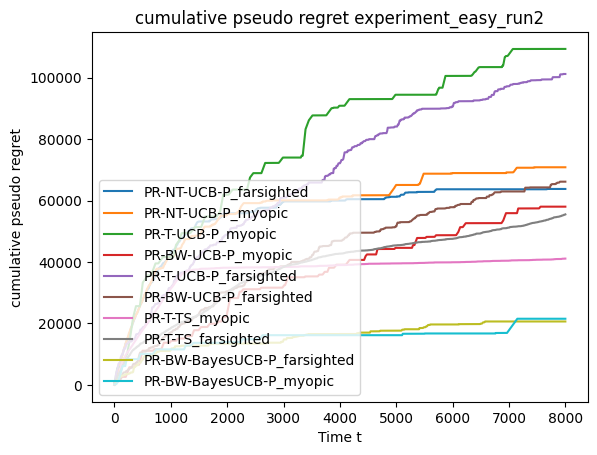 cumulative pseudo regret experiment_easy_run2
cumulative pseudo regret
100000
80000
60000
40000
20000
0
PR-NT-UCB-P_farsighted
PR-NT-UCB-P_myopic
PR-T-UCB-P_myopic
PR-BW-UCB-P_myopic
PR-T-UCB-P_farsighted
PR-BW-UCB-P_farsighted
PR-T-TS_myopic
PR-T-TS_farsighted
PR-BW-BayesUCB-P_farsighted
PR-BW-BayesUCB-P_myopic
0 1000 2000 3000 4000 5000 6000 7000 8000
Time t